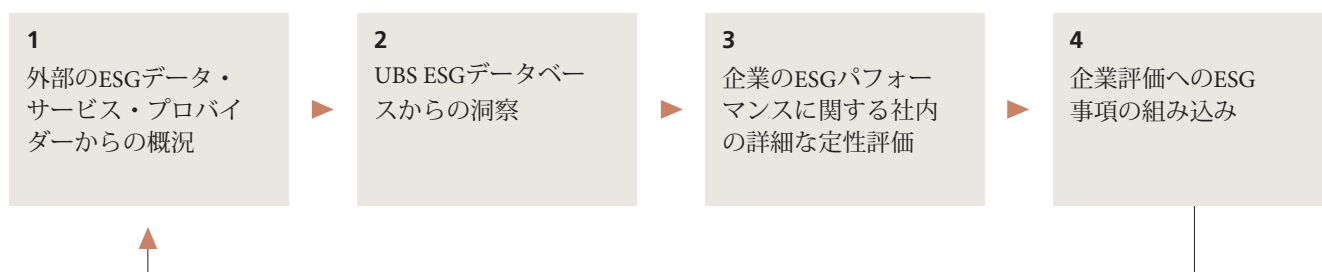 1
外部のESGデータ・
サービス・プロバイ
ダーからの概況
2
UBS ESGデータベー
スからの洞察
3
企業のESGパフォー
マンスに関する社内
の詳細な定性評価
4
企業評価へのESG
事項の組み込み